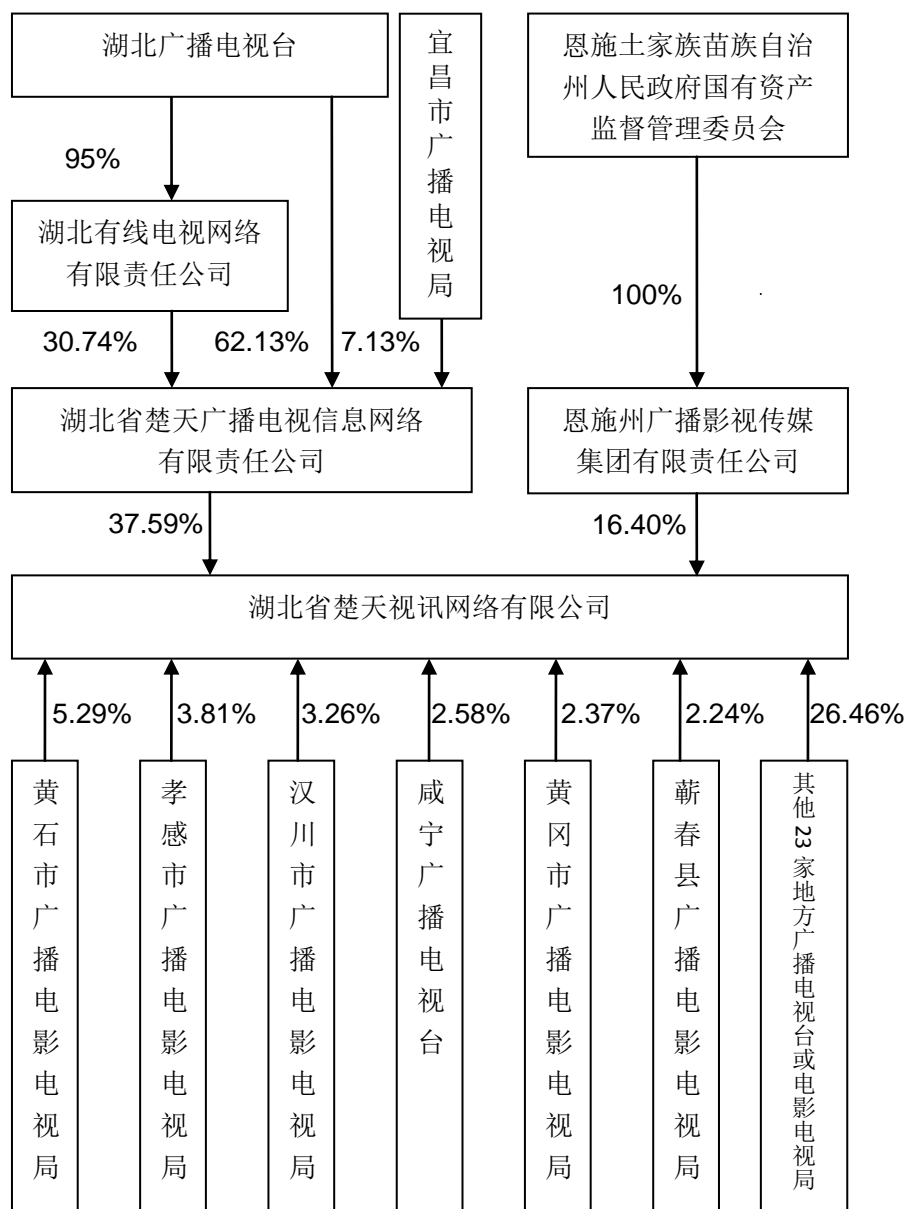 湖北广播电视台
宜昌市广播电视局
恩施土家族苗族自治
州人民政府国有资产
监督管理委员会
95%
湖北有线电视网络
有限责任公司
100%
30.74%
62.13%
7.13%
湖北省楚天广播电视信息网络
有限责任公司
恩施州广播影视传媒
集团有限责任公司
37.59%
16.40%
湖北省楚天视讯网络有限公司
5.29%
3.81%
3.26%
2.58%
2.37%
2.24%
26.46%
黄石市广播电影电视局
孝感市广播电影电视局
汉川市广播电影电视局
咸宁广播电视台
黄冈市广播电影电视局
蕲春县广播电影电视局
其他23家地方广播电视台或电影电视局